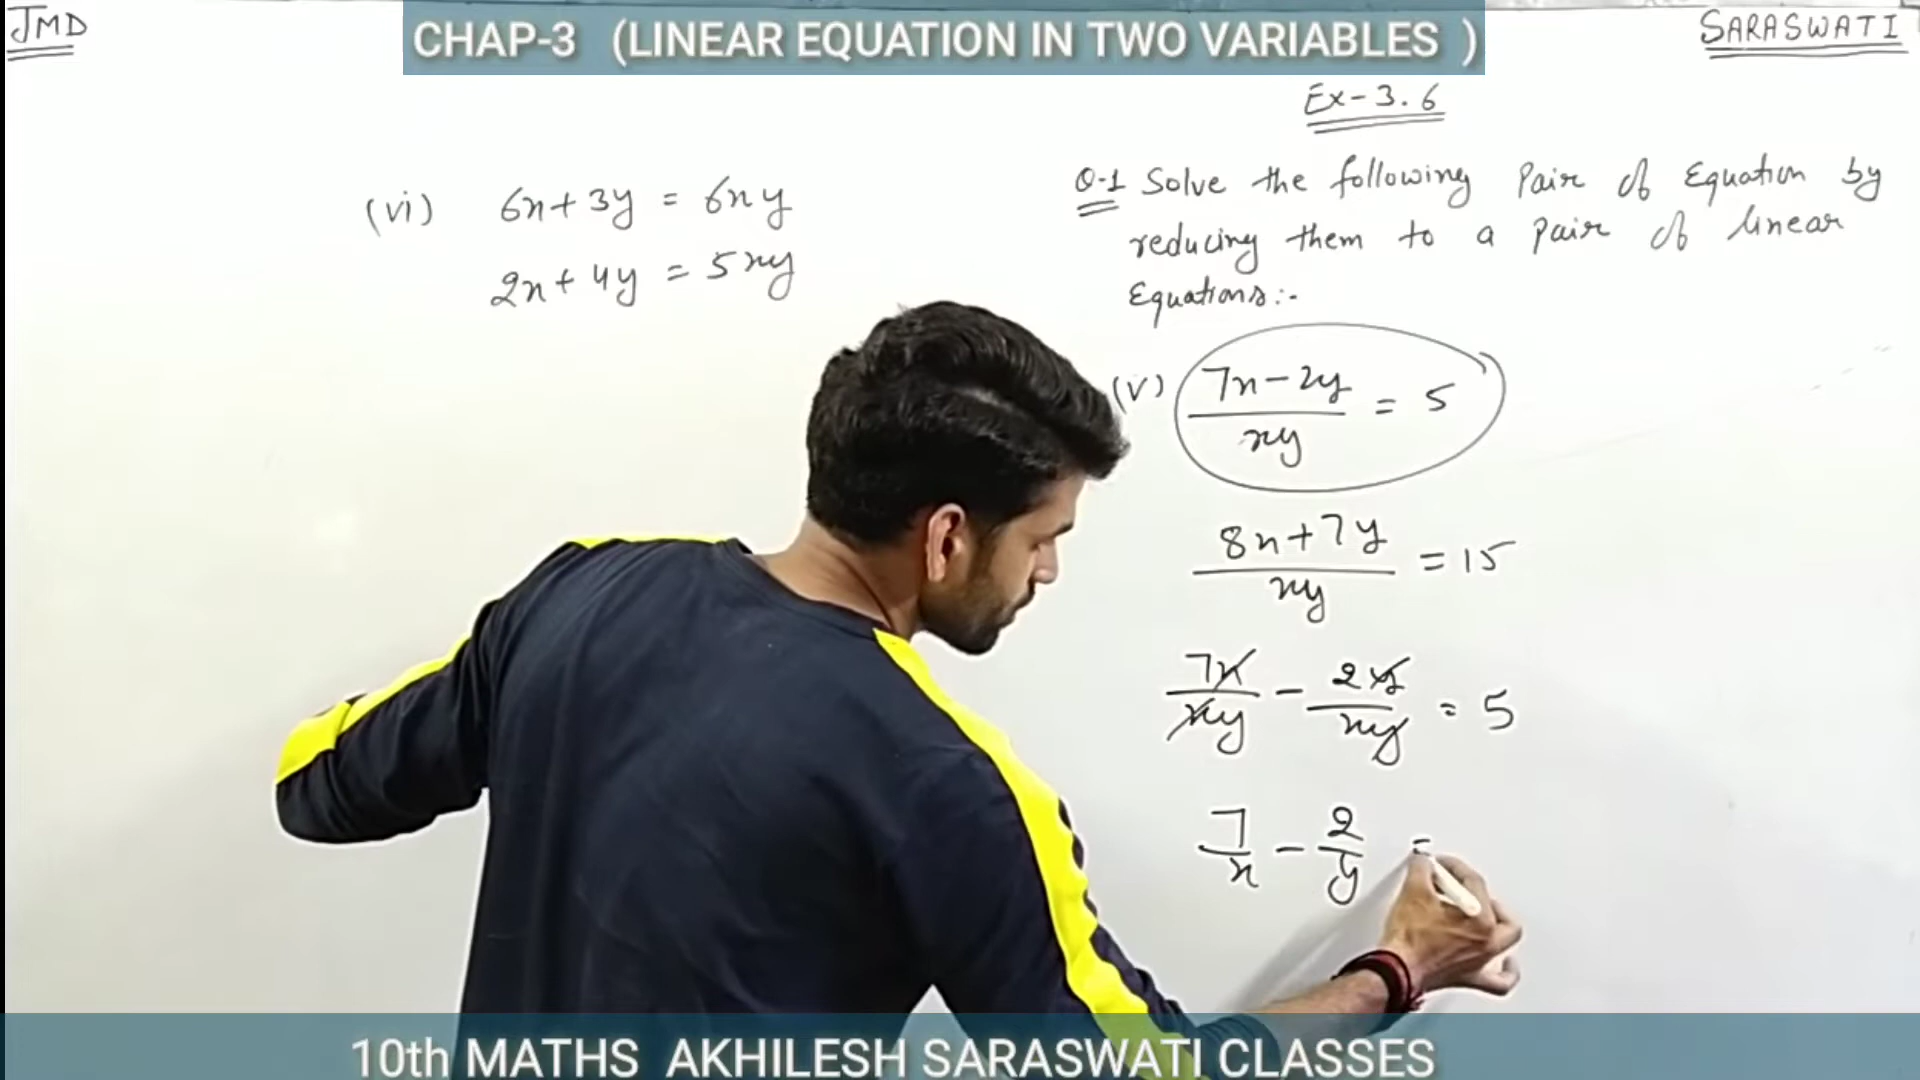 JMD
CHAP-3 (LINEAR EQUATION IN TWO VARIABLES )
SARASWATI
Ex-3.6
(vi) 6x+3y = 6xy
2x+4y = 5xy
Q-1 Solve the following Pair of Equation by
reducing them to a pair of linear
Equations:-
(v) 7x-2y/xy = 5
8x+7y/xy = 15
7x/xy - 2x/xy = 5
7/x - 2/y =
10th MATHS AKHILESH SARASWATI CLASSES